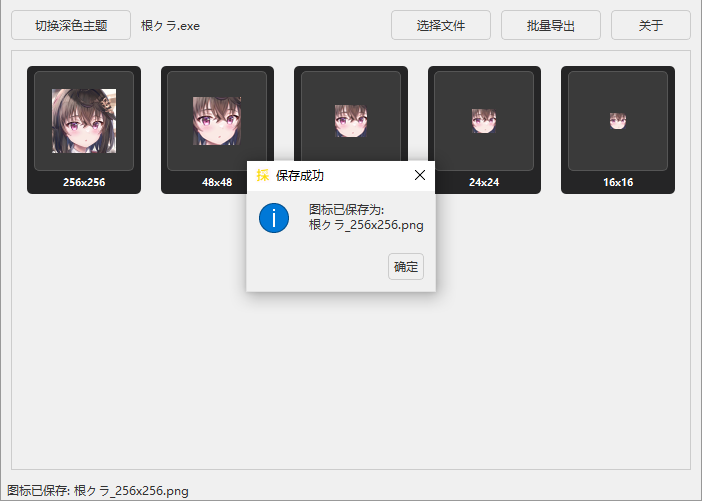 切换深色主题
根クラ.exe
选择文件
批量导出
关于
256x256
48x48
24x24
16x16
採 保存成功
图标已保存为:
根クラ_256x256.png
确定
图标已保存: 根クラ_256x256.png